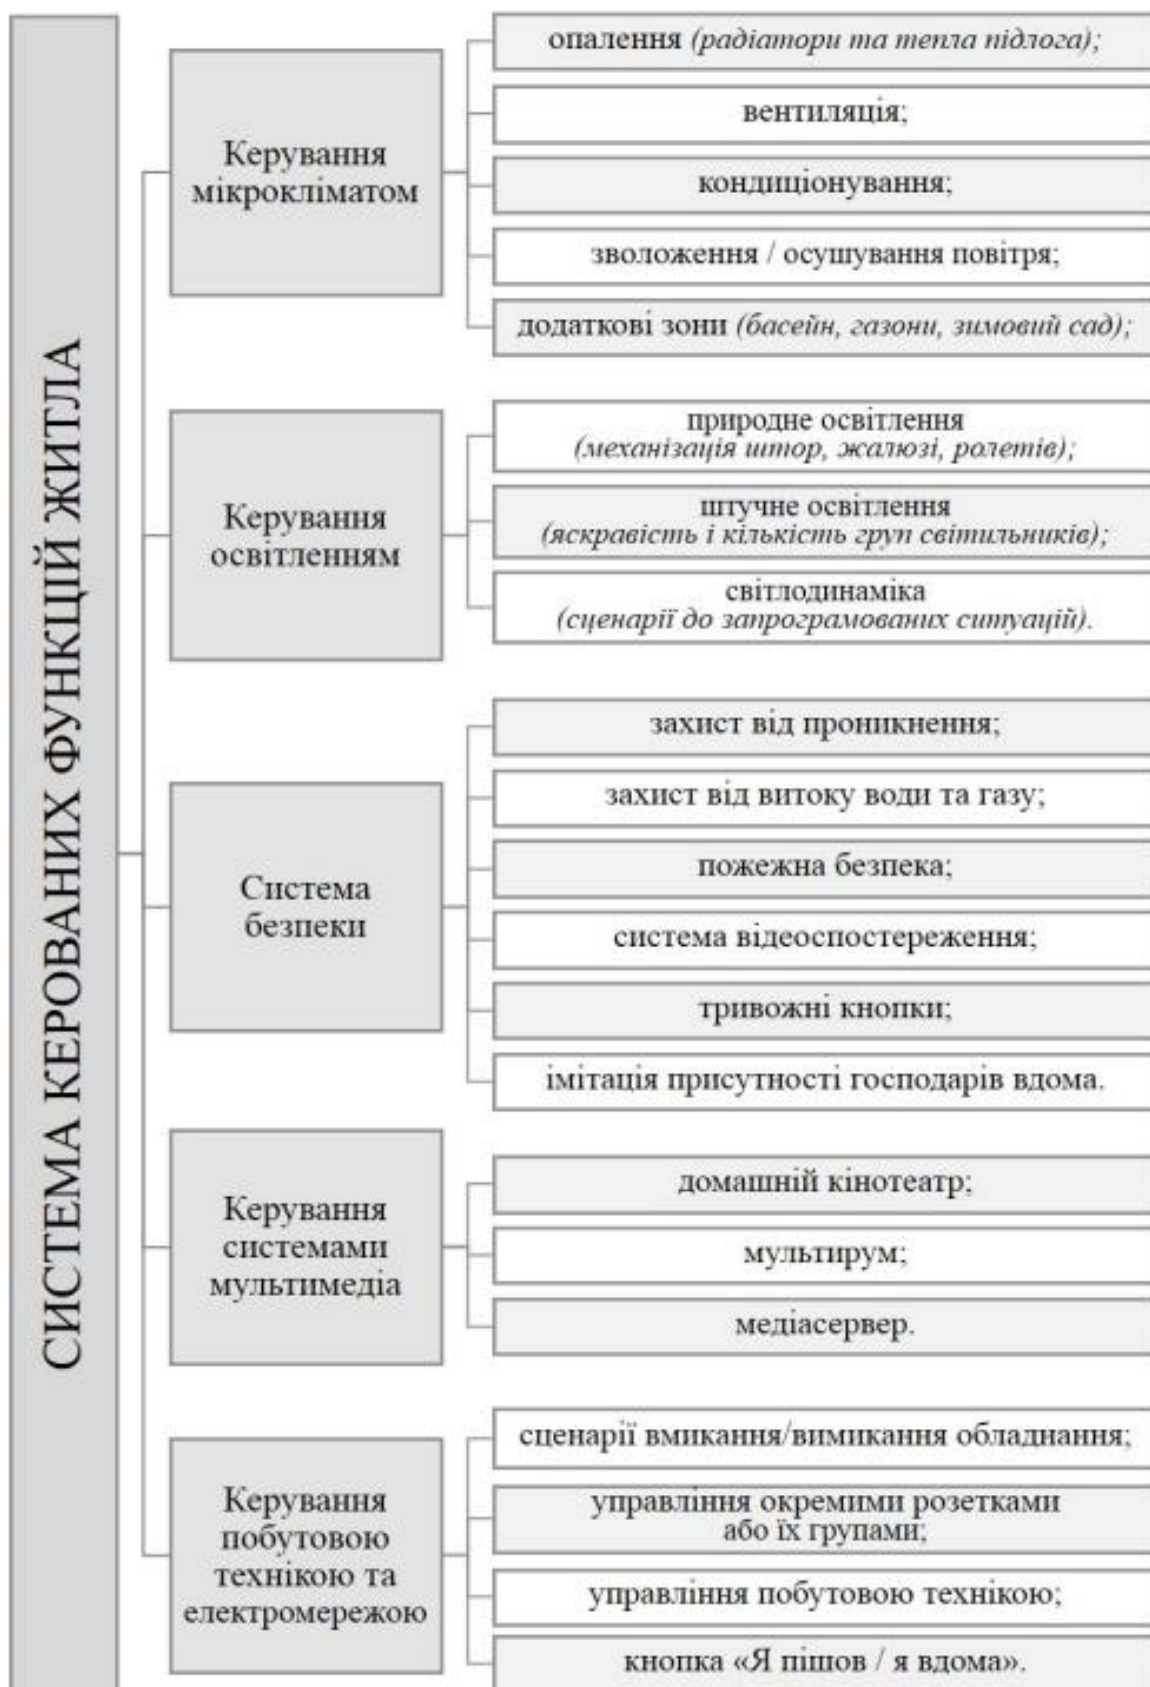 СИСТЕМА КЕРОВАНИХ ФУНКЦІЙ ЖИТЛА
Керування
мікрокліматом
опалення (радіатори та тепла підлога);
вентиляція;
кондиціонування;
зволоження / осушування повітря;
додаткові зони (басейн, газони, зимовий сад);
Керування
освітленням
природне освітлення
(механізація штор, жалюзі, ролетів);
штучне освітлення
(яскравість і кількість груп світильників);
світлодинаміка
(сценарії до запрограмованих ситуацій).
Система
безпеки
захист від проникнення;
захист від витоку води та газу;
пожежна безпека;
система відеоспостереження;
тривожні кнопки;
імітація присутності господарів вдома.
Керування
системами
мультимедіа
домашній кінотеатр;
мультирум;
медіасервер.
Керування
побутовою
технікою та
електромережою
сценарії вмикання/вимикання обладнання;
управління окремими розетками
або їх групами;
управління побутовою технікою;
кнопка «Я пішов / я вдома».